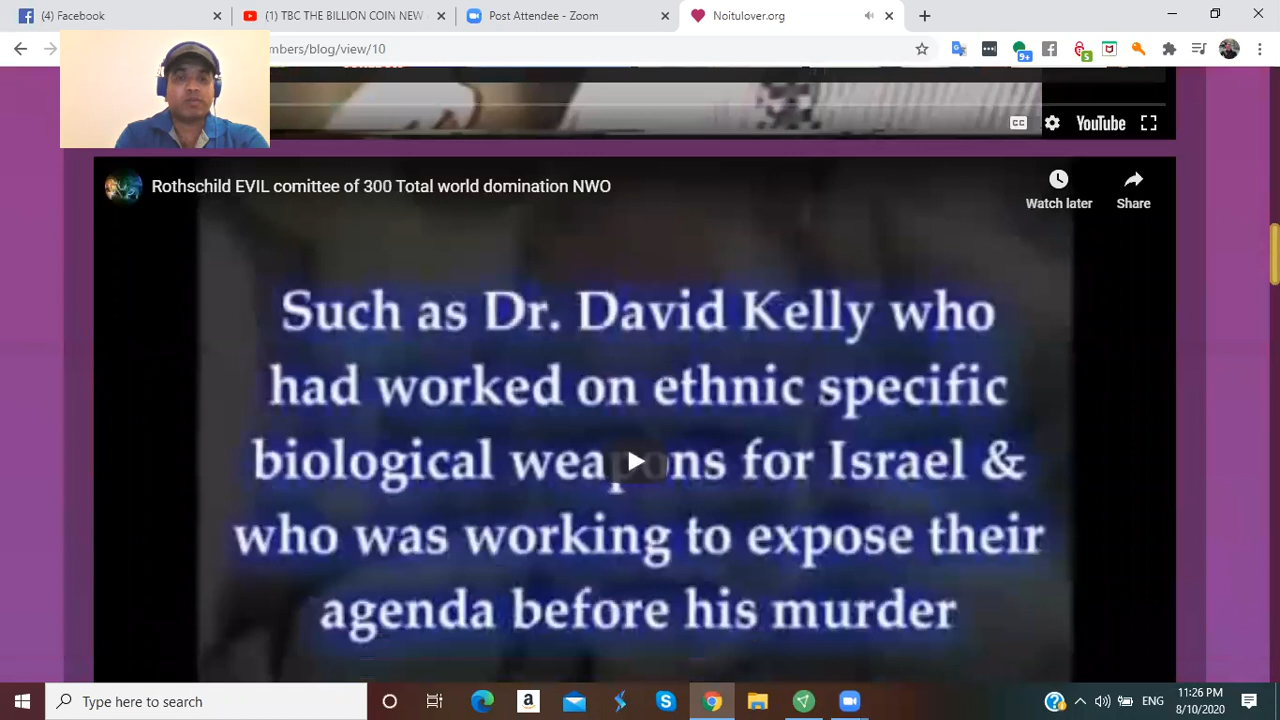 (4) Facebook
(1) TBC THE BILLION COIN NEW
Post Attendee - Zoom
Noitulover.org
mbers/blog/view/10
9+
5
CC
YouTube
Rothschild EVIL comittee of 300 Total world domination NWO
Watch later
Share
Such as Dr. David Kelly who
had worked on ethnic specific
biological weapons for Israel &
who was working to expose their
agenda before his murder
Type here to search
ENG
11:26 PM
8/10/2020